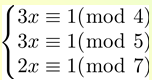 3x ≡ 1(mod 4)
3x ≡ 1(mod 5)
2x ≡ 1(mod 7)